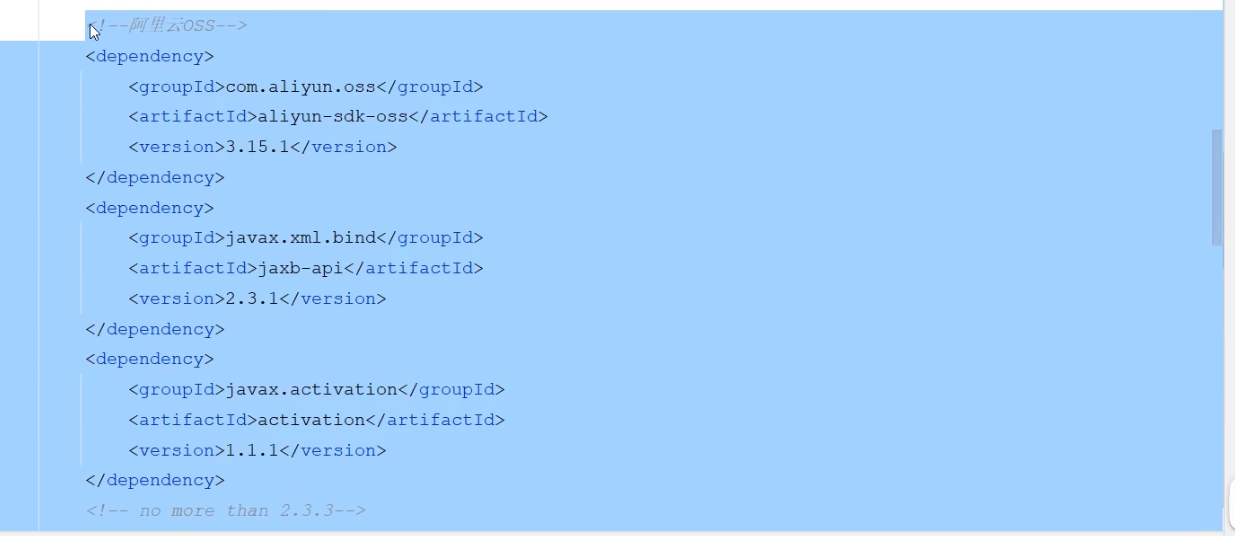 <!--阿里云OSS-->
<dependency>
<groupId>com.aliyun.oss</groupId>
<artifactId>aliyun-sdk-oss</artifactId>
<version>3.15.1</version>
</dependency>
<dependency>
<groupId>javax.xml.bind</groupId>
<artifactId>jaxb-api</artifactId>
<version>2.3.1</version>
</dependency>
<dependency>
<groupId>javax.activation</groupId>
<artifactId>activation</artifactId>
<version>1.1.1</version>
</dependency>
<!-- no more than 2.3.3-->